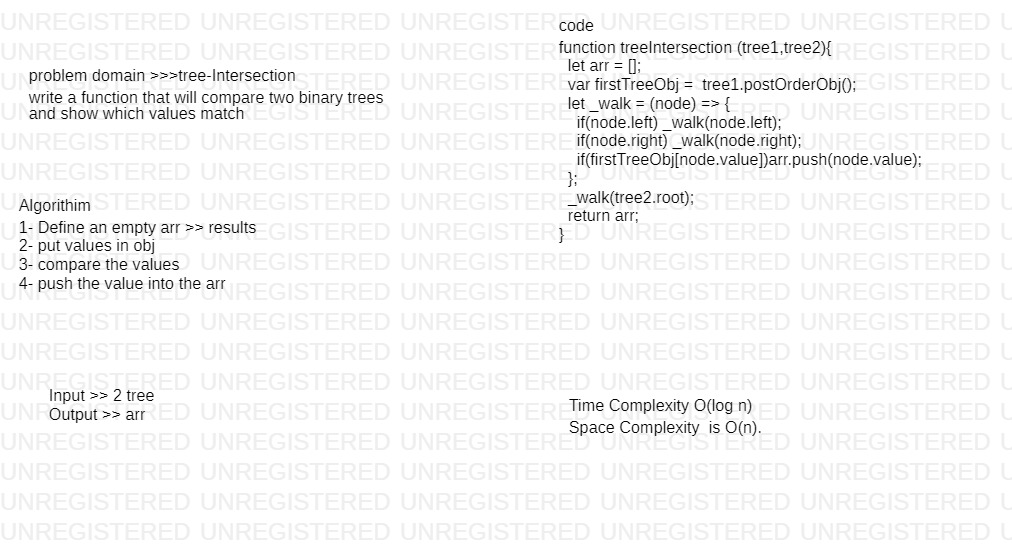 problem domain >>>tree-Intersection
write a function that will compare two binary trees
and show which values match
Algorithim
1- Define an empty arr >> results
2- put values in obj
3- compare the values
4- push the value into the arr
Input >> 2 tree
Output >> arr
code
function treeIntersection (tree1,tree2){
let arr = [];
var firstTreeObj =  tree1.postOrderObj();
let _walk = (node) => {
if(node.left) _walk(node.left);
if(node.right) _walk(node.right);
if(firstTreeObj[node.value])arr.push(node.value);
};
_walk(tree2.root);
return arr;
}
Time Complexity O(log n)
Space Complexity  is O(n).
UNREGISTERED